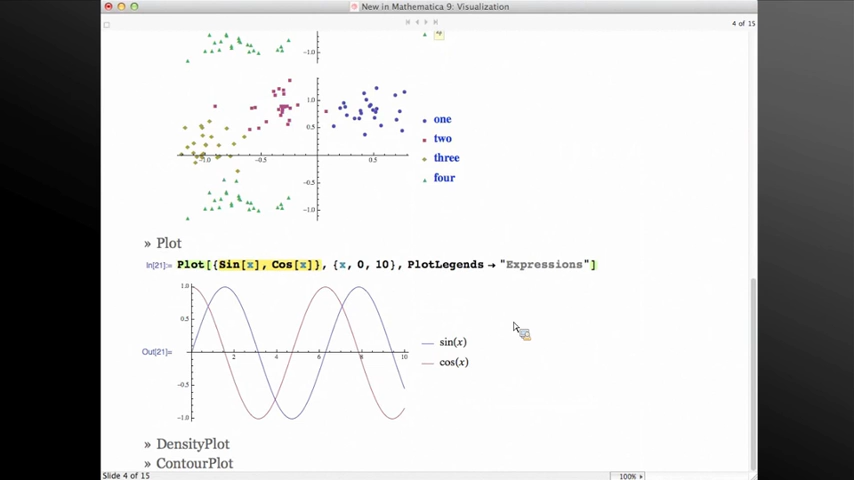 New in Mathematica 9: Visualization
4 of 15
-1.0
1.0
0.5
-1.0
-0.5
0.5
-0.5
-1.0
one
two
three
four
» Plot
In[21]:= Plot[{Sin[x], Cos[x]}, {x, 0, 10}, PlotLegends → "Expressions"]
1.0
0.5
Out[21]=
2
4
6
8
10
-0.5
-1.0
sin(x)
cos(x)
» DensityPlot
» ContourPlot
Slide 4 of 15
100%